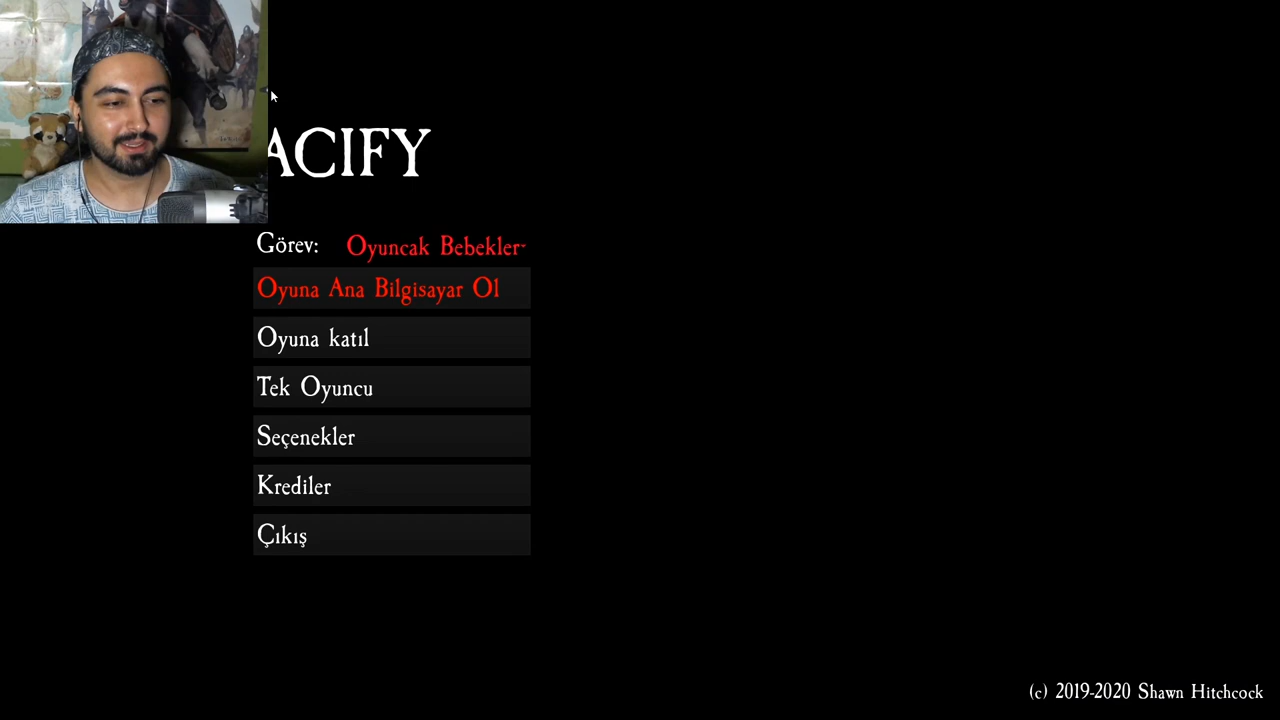 ACIFY
Görev: Oyuncak Bebekler-
Oyuna Ana Bilgisayar Ol
Oyuna katıl
Tek Oyuncu
Seçenekler
Krediler
Çıkış
(c) 2019-2020 Shawn Hitchcock